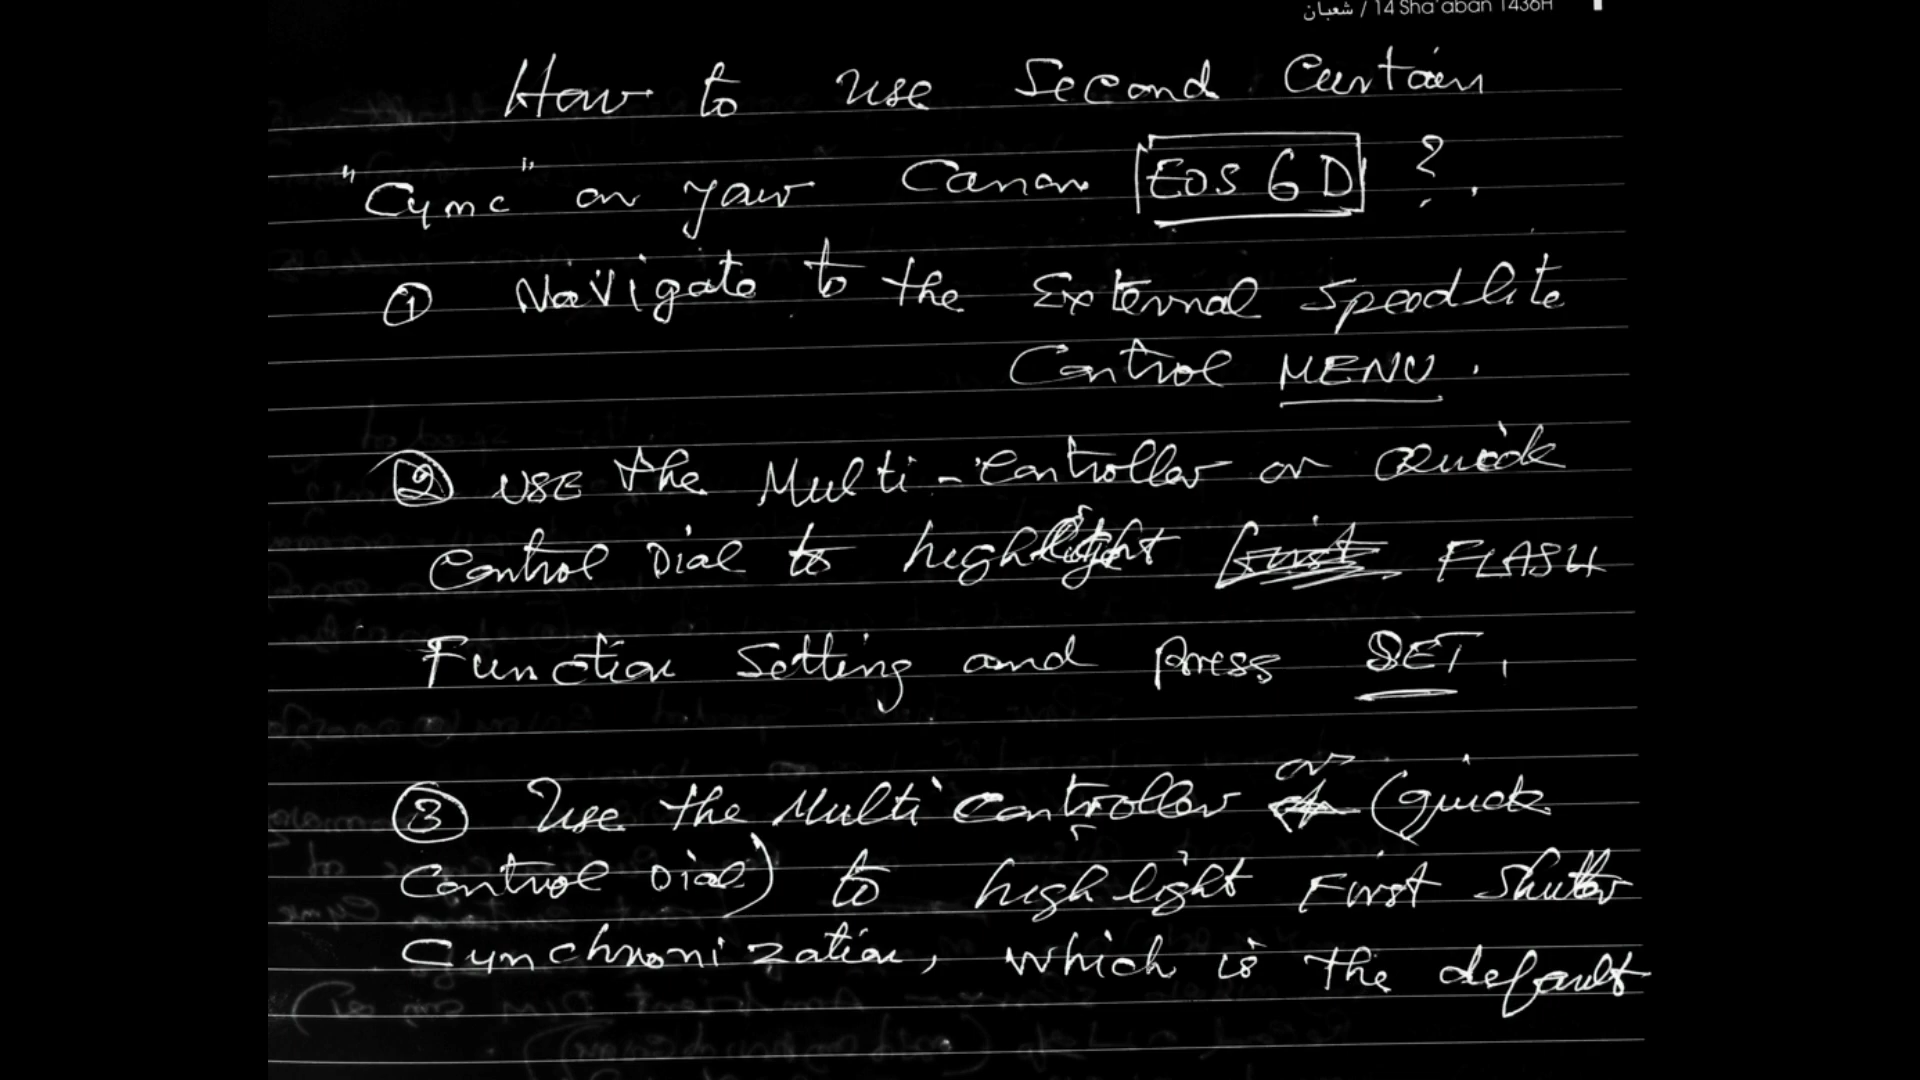 شعبان / 14 Sha'aban 1436H
How to use Second Curtain
"Cync" on your Canon EOS 6D ?.
① Navigate to the External Speedlite
Control MENU.
② USE the Multi-Controller or Quick
Control Dial to highlight FLASH
Function Setting and press SET.
③ Use the Multi Controller or (quick
Control Dial) to highlight First Shutter
Cynchronization, which is the default